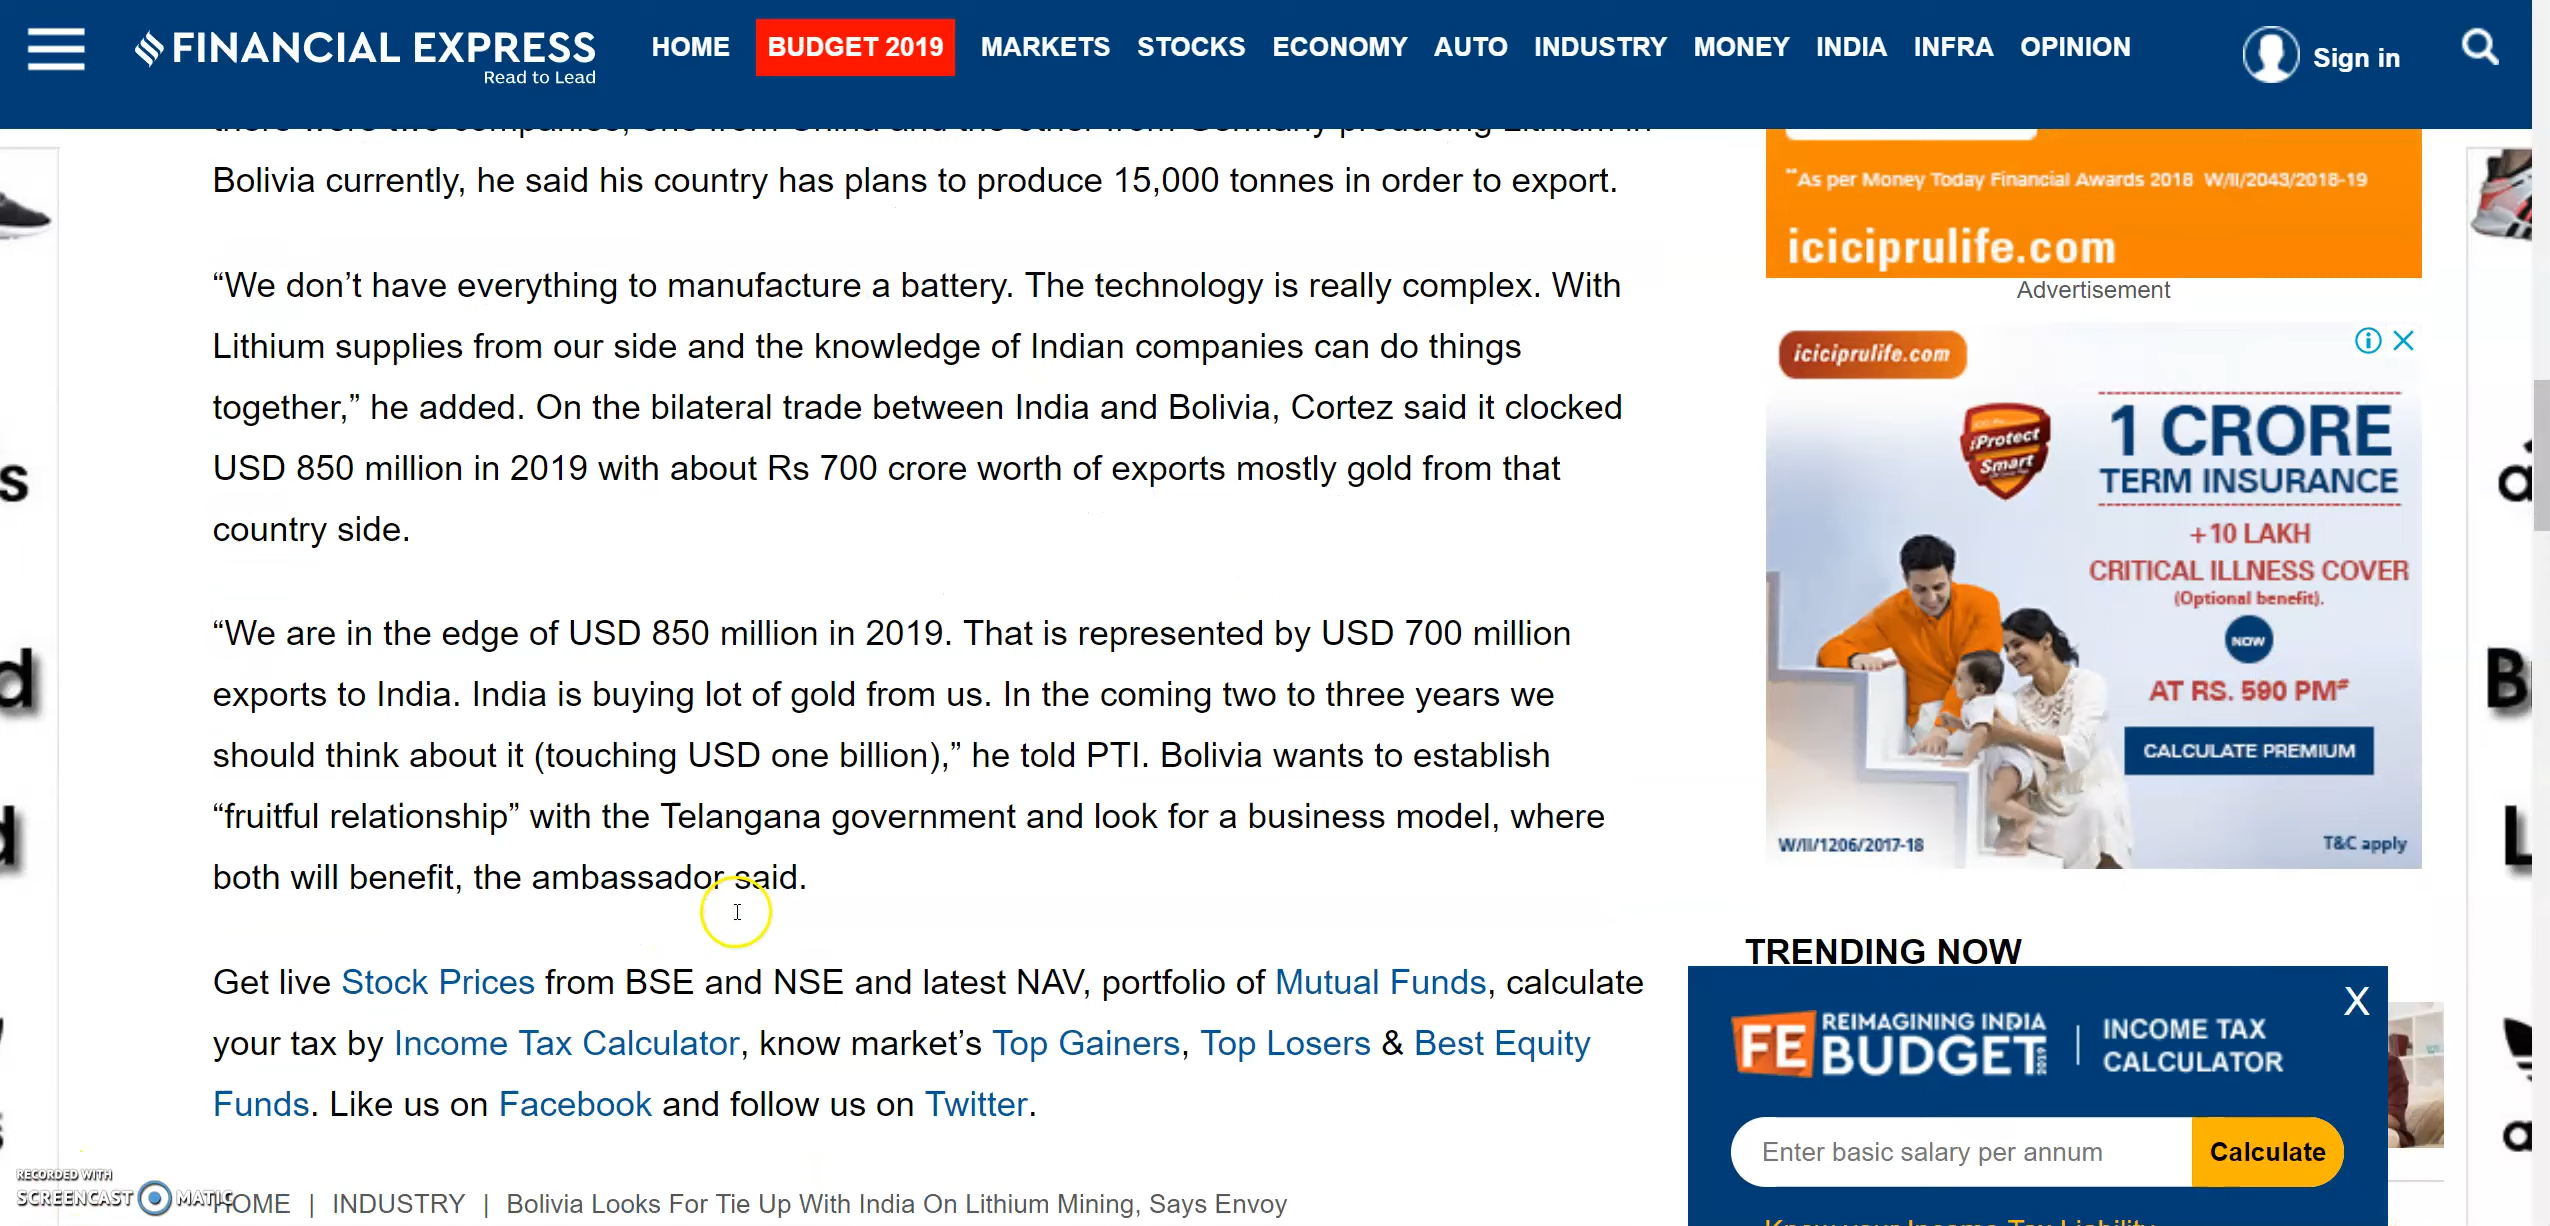 FINANCIAL EXPRESS
Read to Lead
HOME BUDGET 2019 MARKETS STOCKS ECONOMY AUTO INDUSTRY MONEY INDIA INFRA OPINION
Sign in
Bolivia currently, he said his country has plans to produce 15,000 tonnes in order to export.
“We don’t have everything to manufacture a battery. The technology is really complex. With
Lithium supplies from our side and the knowledge of Indian companies can do things
together,” he added. On the bilateral trade between India and Bolivia, Cortez said it clocked
USD 850 million in 2019 with about Rs 700 crore worth of exports mostly gold from that
country side.
“We are in the edge of USD 850 million in 2019. That is represented by USD 700 million
exports to India. India is buying lot of gold from us. In the coming two to three years we
should think about it (touching USD one billion),” he told PTI. Bolivia wants to establish
“fruitful relationship” with the Telangana government and look for a business model, where
both will benefit, the ambassador said.
Get live Stock Prices from BSE and NSE and latest NAV, portfolio of Mutual Funds, calculate
your tax by Income Tax Calculator, know market’s Top Gainers, Top Losers & Best Equity
Funds. Like us on Facebook and follow us on Twitter.
HOME | INDUSTRY | Bolivia Looks For Tie Up With India On Lithium Mining, Says Envoy
RECORDED WITH
SCREENCAST MATIC
**As per Money Today Financial Awards 2018 W/II/2043/2018-19
iciciprulife.com
Advertisement
iciciprulife.com
iProtect
Smart
1 CRORE
TERM INSURANCE
+10 LAKH
CRITICAL ILLNESS COVER
(Optional benefit).
NOW
AT RS. 590 PM#
CALCULATE PREMIUM
W/II/1206/2017-18
T&C apply
TRENDING NOW
X
FE REIMAGINING INDIA
BUDGET 2019
INCOME TAX
CALCULATOR
Enter basic salary per annum
Calculate